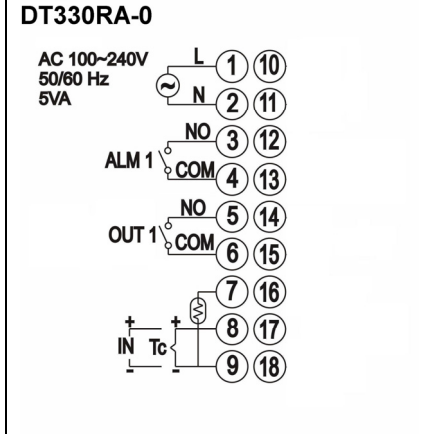 DT330RA-0
AC 100~240V
50/60 Hz
5VA
L
N
1 10
2 11
ALM 1
NO
COM
3 12
4 13
OUT 1
NO
COM
5 14
6 15
7 16
+ +
IN Tc
- -
8 17
9 18